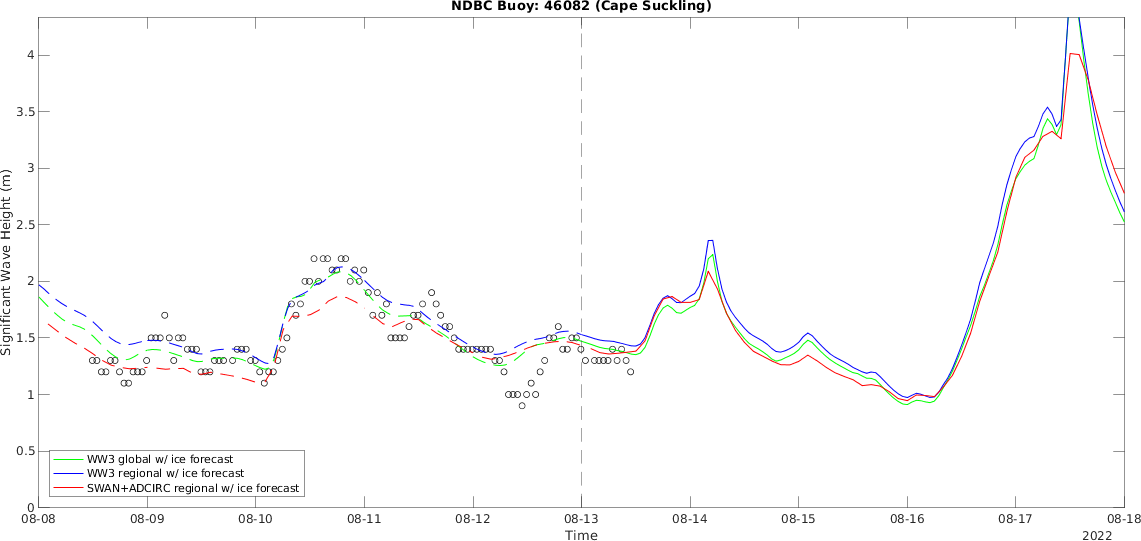 NDBC Buoy: 46082 (Cape Suckling)
Significant Wave Height (m)
4
3.5
3
2.5
2
1.5
1
0.5
0
WW3 global w/ ice forecast
WW3 regional w/ ice forecast
SWAN+ADCIRC regional w/ ice forecast
08-08 08-09 08-10 08-11 08-12 08-13 08-14 08-15 08-16 08-17 08-18
Time
2022